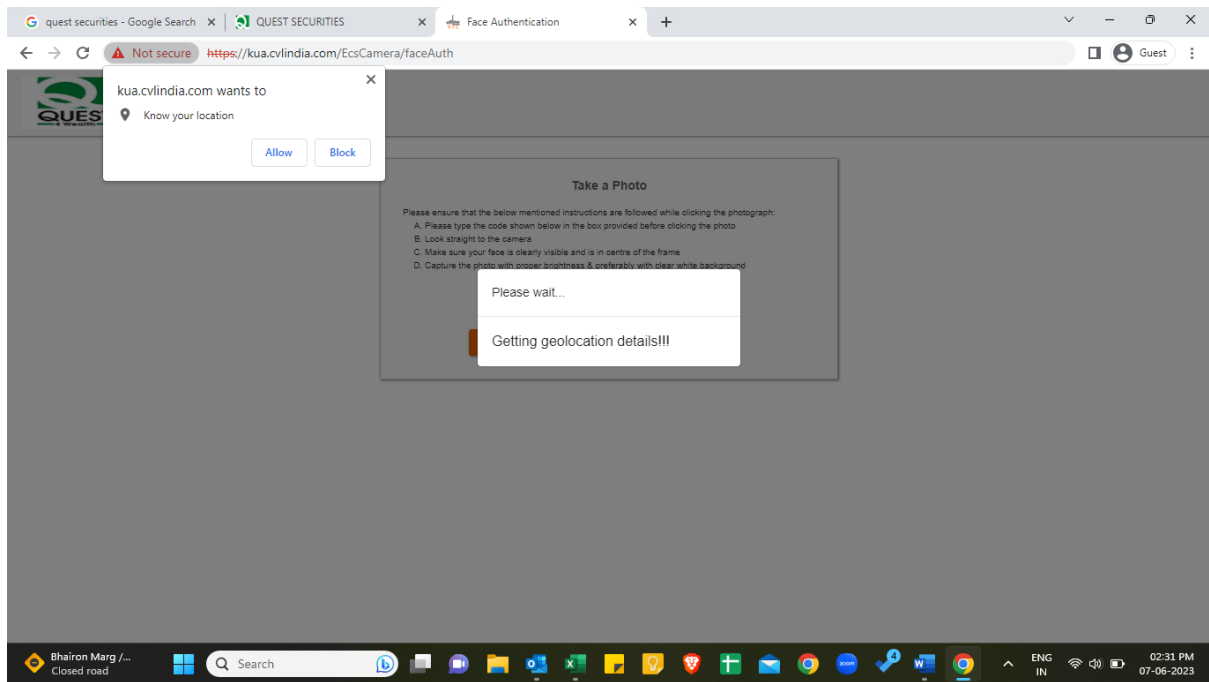 quest securities - Google Search
QUEST SECURITIES
Face Authentication
Not secure https://kua.cvlindia.com/EcsCamera/faceAuth
Guest
kua.cvlindia.com wants to
Know your location
Allow Block
QUES
4 Wealth
Take a Photo
Please ensure that the below mentioned instructions are followed while clicking the photograph:
A. Please type the code shown below in the box provided before clicking the photo
B. Look straight to the camera
C. Make sure your face is clearly visible and is in centre of the frame
D. Capture the photo with proper brightness & preferably with clear white background
Please wait...
Getting geolocation details!!!
Bhairon Marg /...
Closed road
Search
zoom
4
ENG
IN
02:31 PM
07-06-2023